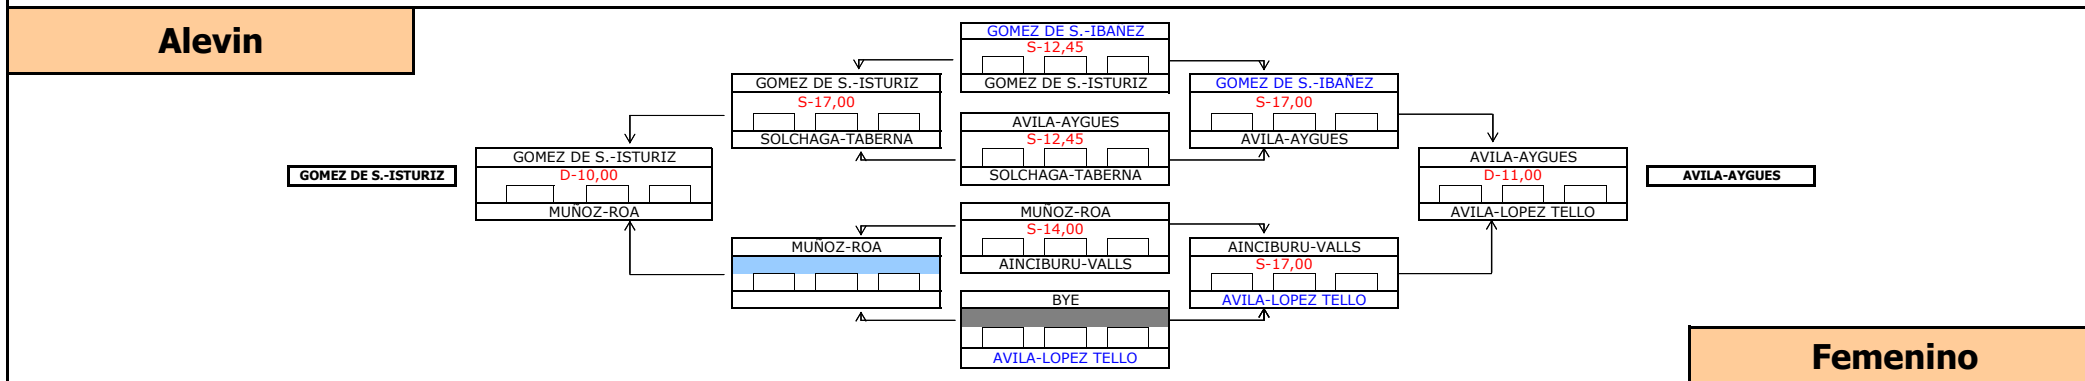 Alevin
GOMEZ DE S.-IBANEZ
S-12,45
GOMEZ DE S.-ISTURIZ
GOMEZ DE S.-ISTURIZ
S-17,00
SOLCHAGA-TABERNA
GOMEZ DE S.-IBAÑEZ
S-17,00
AVILA-AYGUES
AVILA-AYGUES
S-12,45
SOLCHAGA-TABERNA
GOMEZ DE S.-ISTURIZ
GOMEZ DE S.-ISTURIZ
D-10,00
MUÑOZ-ROA
AVILA-AYGUES
D-11,00
AVILA-LOPEZ TELLO
AVILA-AYGUES
MUÑOZ-ROA
S-14,00
AINCIBURU-VALLS
MUÑOZ-ROA
AINCIBURU-VALLS
S-17,00
AVILA-LOPEZ TELLO
BYE
AVILA-LOPEZ TELLO
Femenino